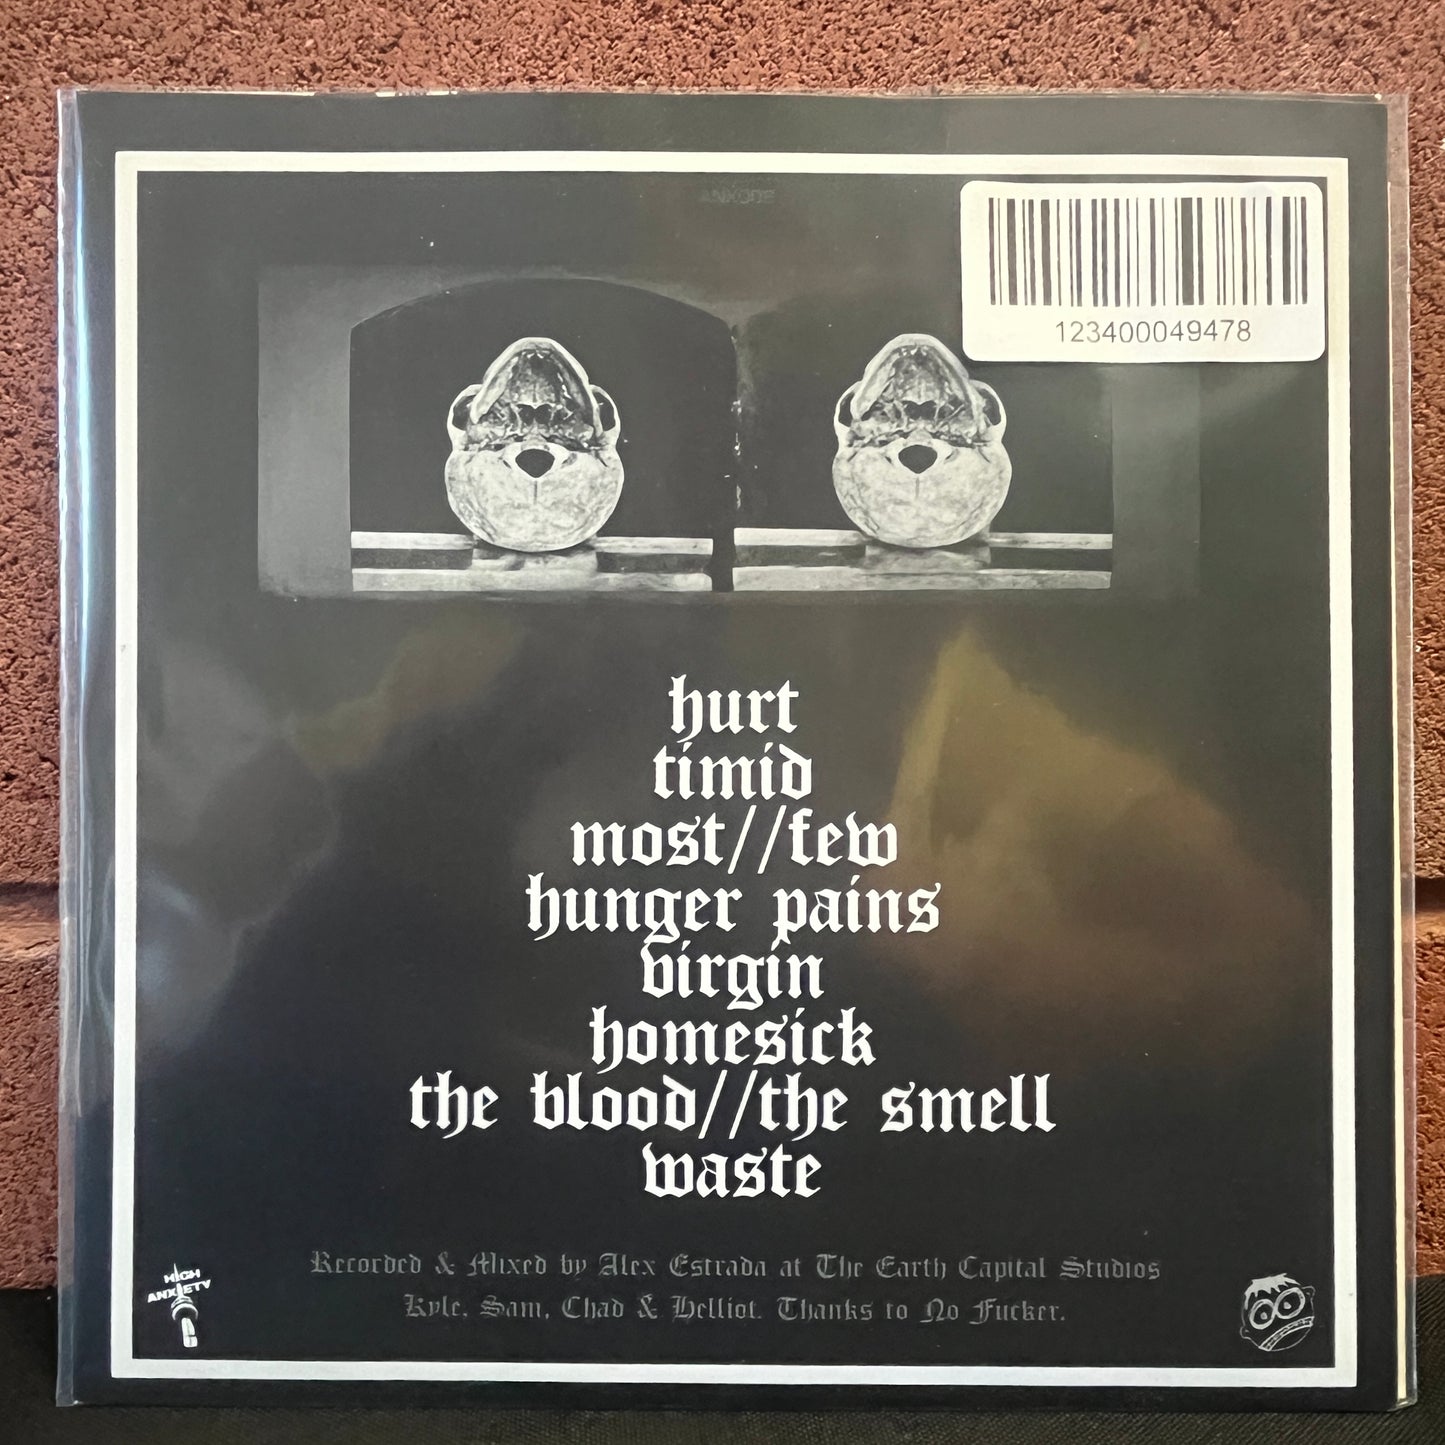 ANX002
123400049478
hurt
timid
most//few
hunger pains
virgin
homesick
the blood//the smell
waste
Recorded & Mixed by Alex Estrada at The Earth Capital Studios
Kyle, Sam, Chad & Helliot. Thanks to No Fucker.
HIGH
ANXIETY